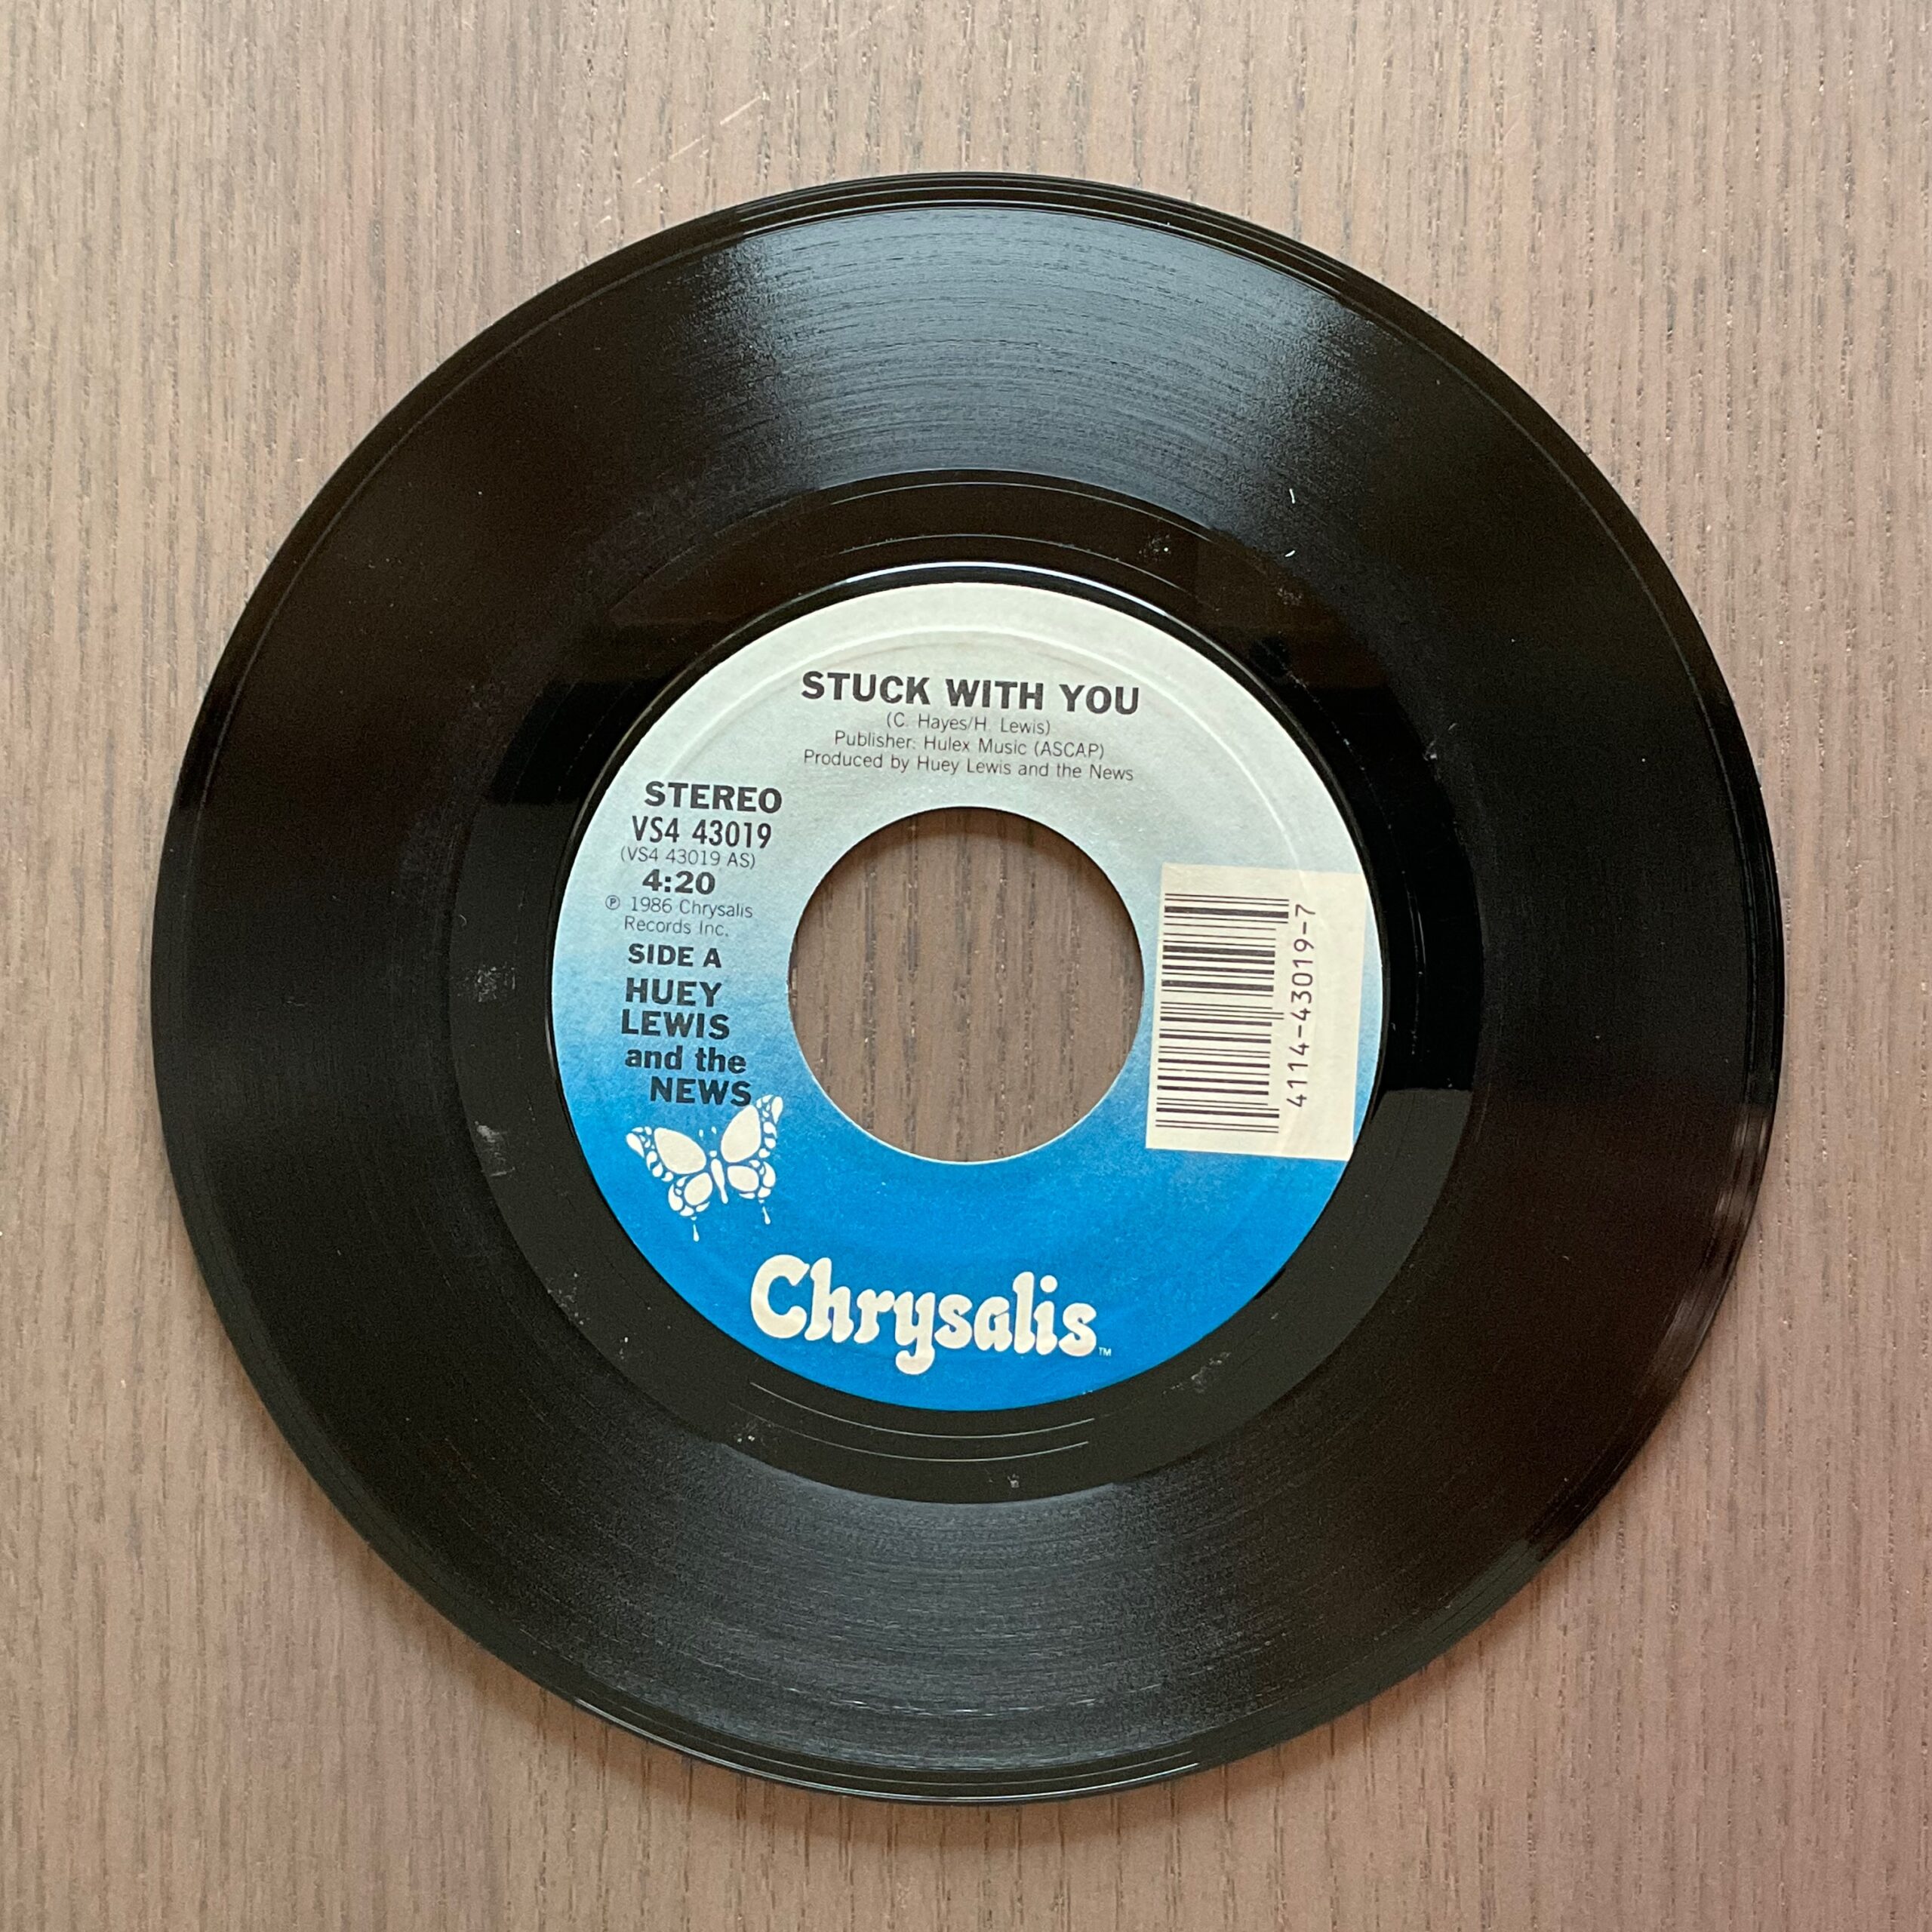 STUCK WITH YOU
(C. Hayes/H. Lewis)
Publisher: Hulex Music (ASCAP)
Produced by Huey Lewis and the News
STEREO
VS4 43019
(VS4 43019 AS)
4:20
℗ 1986 Chrysalis
Records Inc.
SIDE A
HUEY
LEWIS
and the
NEWS
4114-43019-7
Chrysalis™